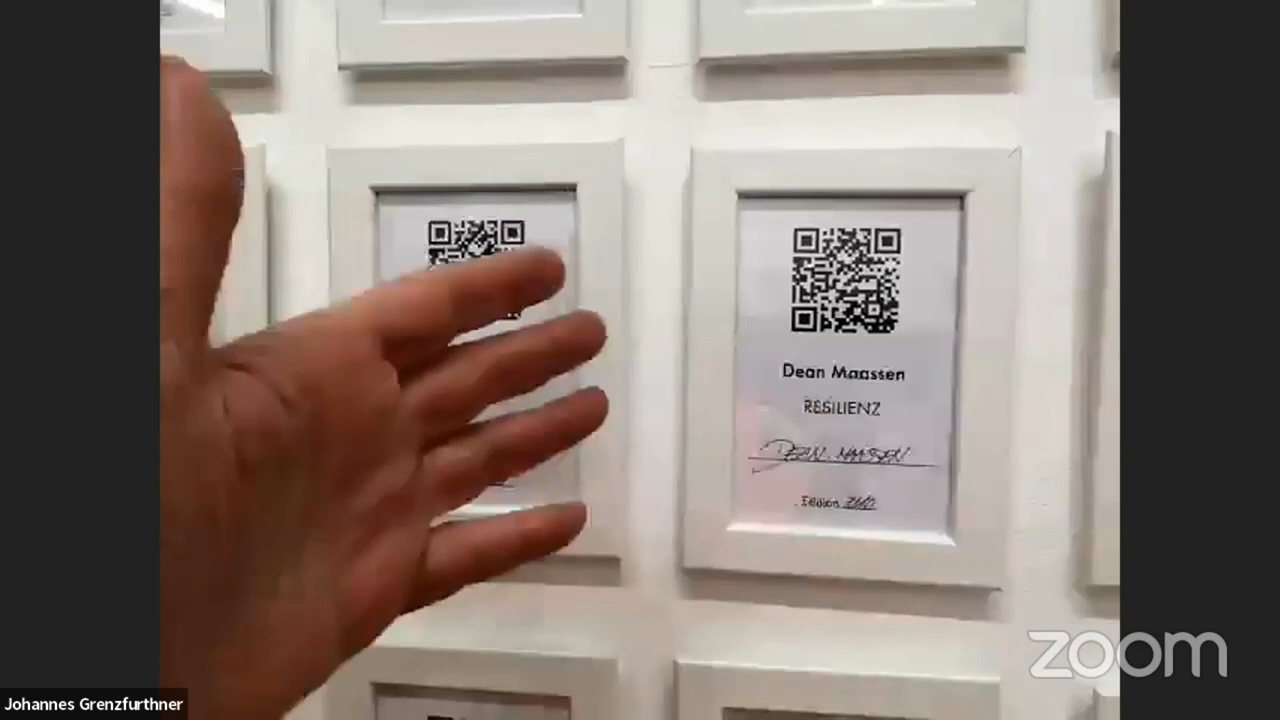 Dean Maassen
RESILIENZ
DEAN MAASSEN
Edition
zoom
Johannes Grenzfurthner